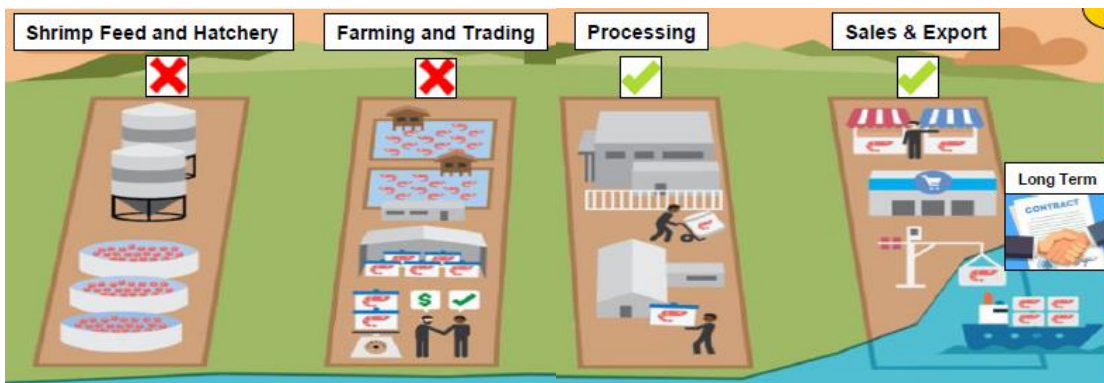 Shrimp Feed and Hatchery
Farming and Trading
Processing
Sales & Export
Long Term
CONTRACT
$